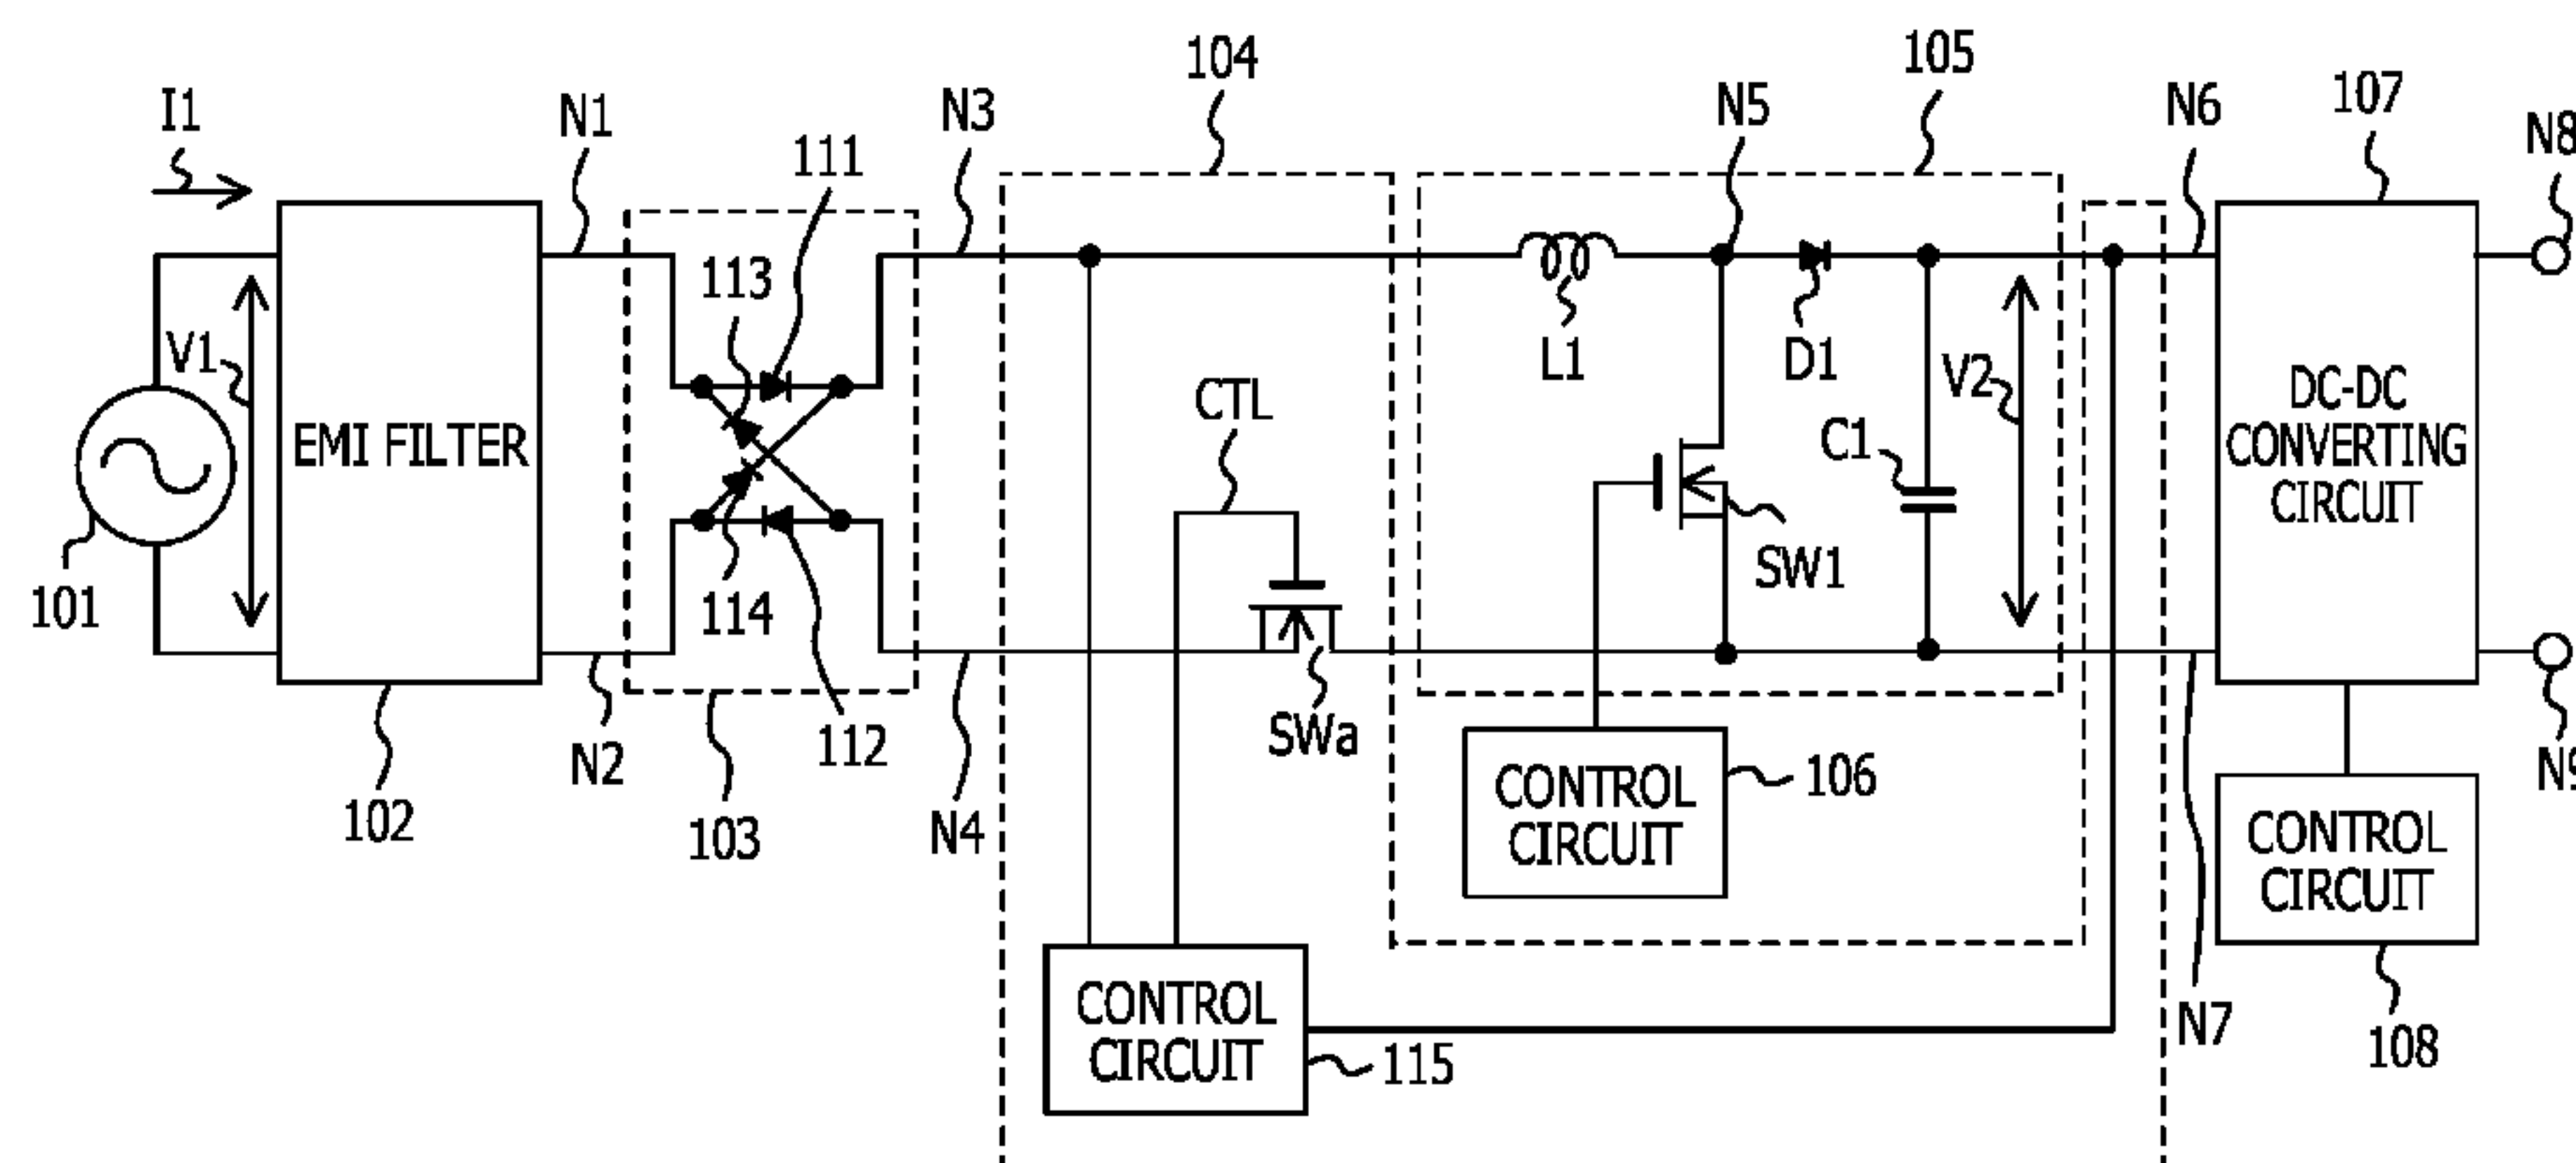 104
105
I1
N1
N3
N5
N6
107
N8
111
113
V1
EMI FILTER
L1
D1
V2
DC-DC
CONVERTING
CIRCUIT
CTL
C1
SW1
101
114
SWa
112
N2
102
103
N4
CONTROL
CIRCUIT
106
N9
CONTROL
CIRCUIT
CONTROL
CIRCUIT
115
N7
108